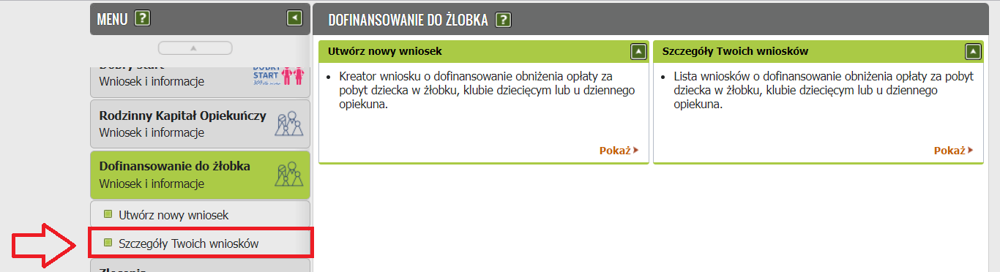 MENU ?
Dobry start
DOBRY
START
Wniosek i informacje
Rodzinny Kapitał Opiekuńczy
Wniosek i informacje
Dofinansowanie do żłobka
Wniosek i informacje
Utwórz nowy wniosek
Szczegóły Twoich wniosków
Zlecenia
DOFINANSOWANIE DO ŻLOBKA ?
Utwórz nowy wniosek
Kreator wniosku o dofinansowanie obniżenia opłaty za
pobyt dziecka w żłobku, klubie dziecięcym lub u dziennego
opiekuna.
Pokaż
Szczegóły Twoich wniosków
Lista wniosków o dofinansowanie obniżenia opłaty za pobyt
dziecka w żłobku, klubie dziecięcym lub u dziennego
opiekuna.
Pokaż